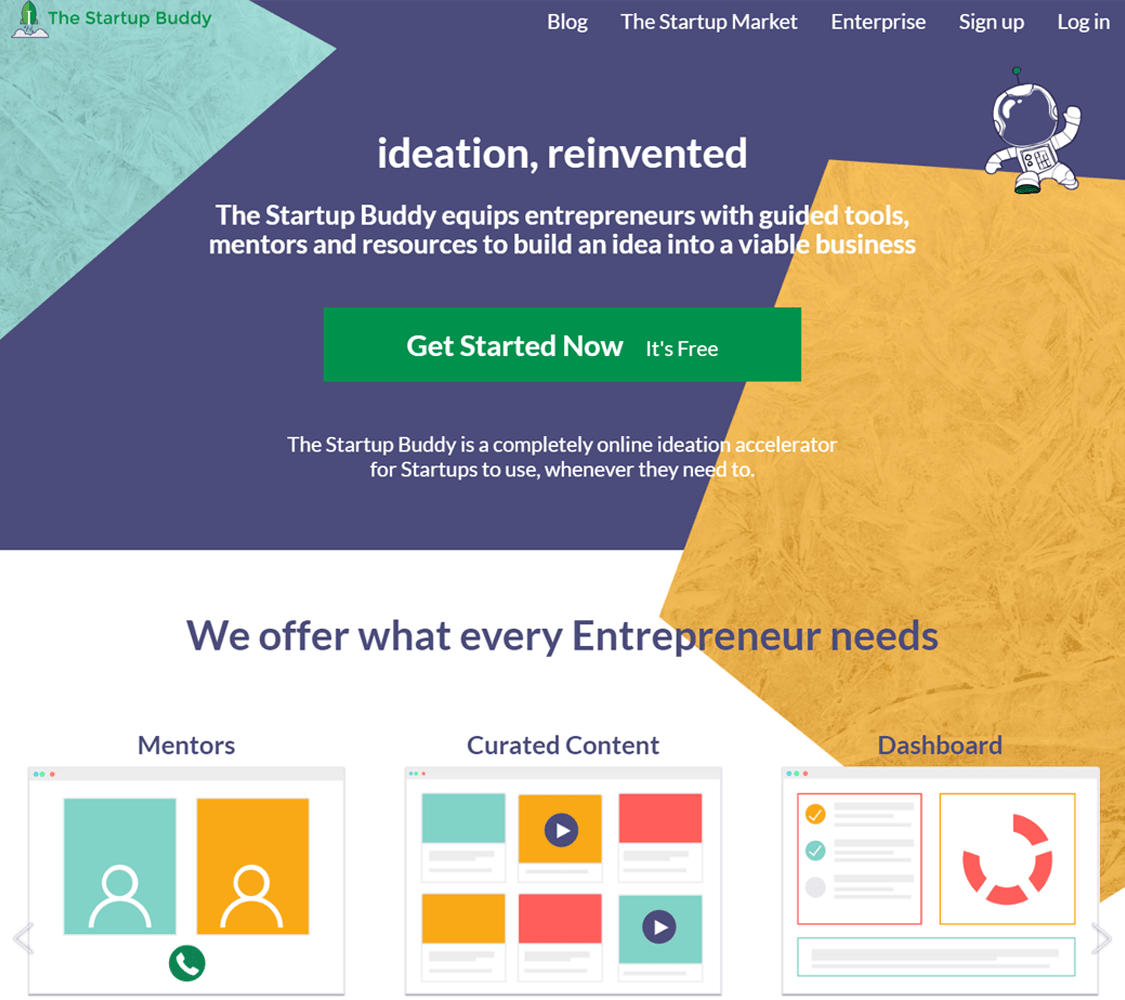 The Startup Buddy
Blog The Startup Market Enterprise Sign up Log in
ideation, reinvented
The Startup Buddy equips entrepreneurs with guided tools,
mentors and resources to build an idea into a viable business
Get Started Now It's Free
The Startup Buddy is a completely online ideation accelerator
for Startups to use, whenever they need to.
We offer what every Entrepreneur needs
Mentors Curated Content Dashboard